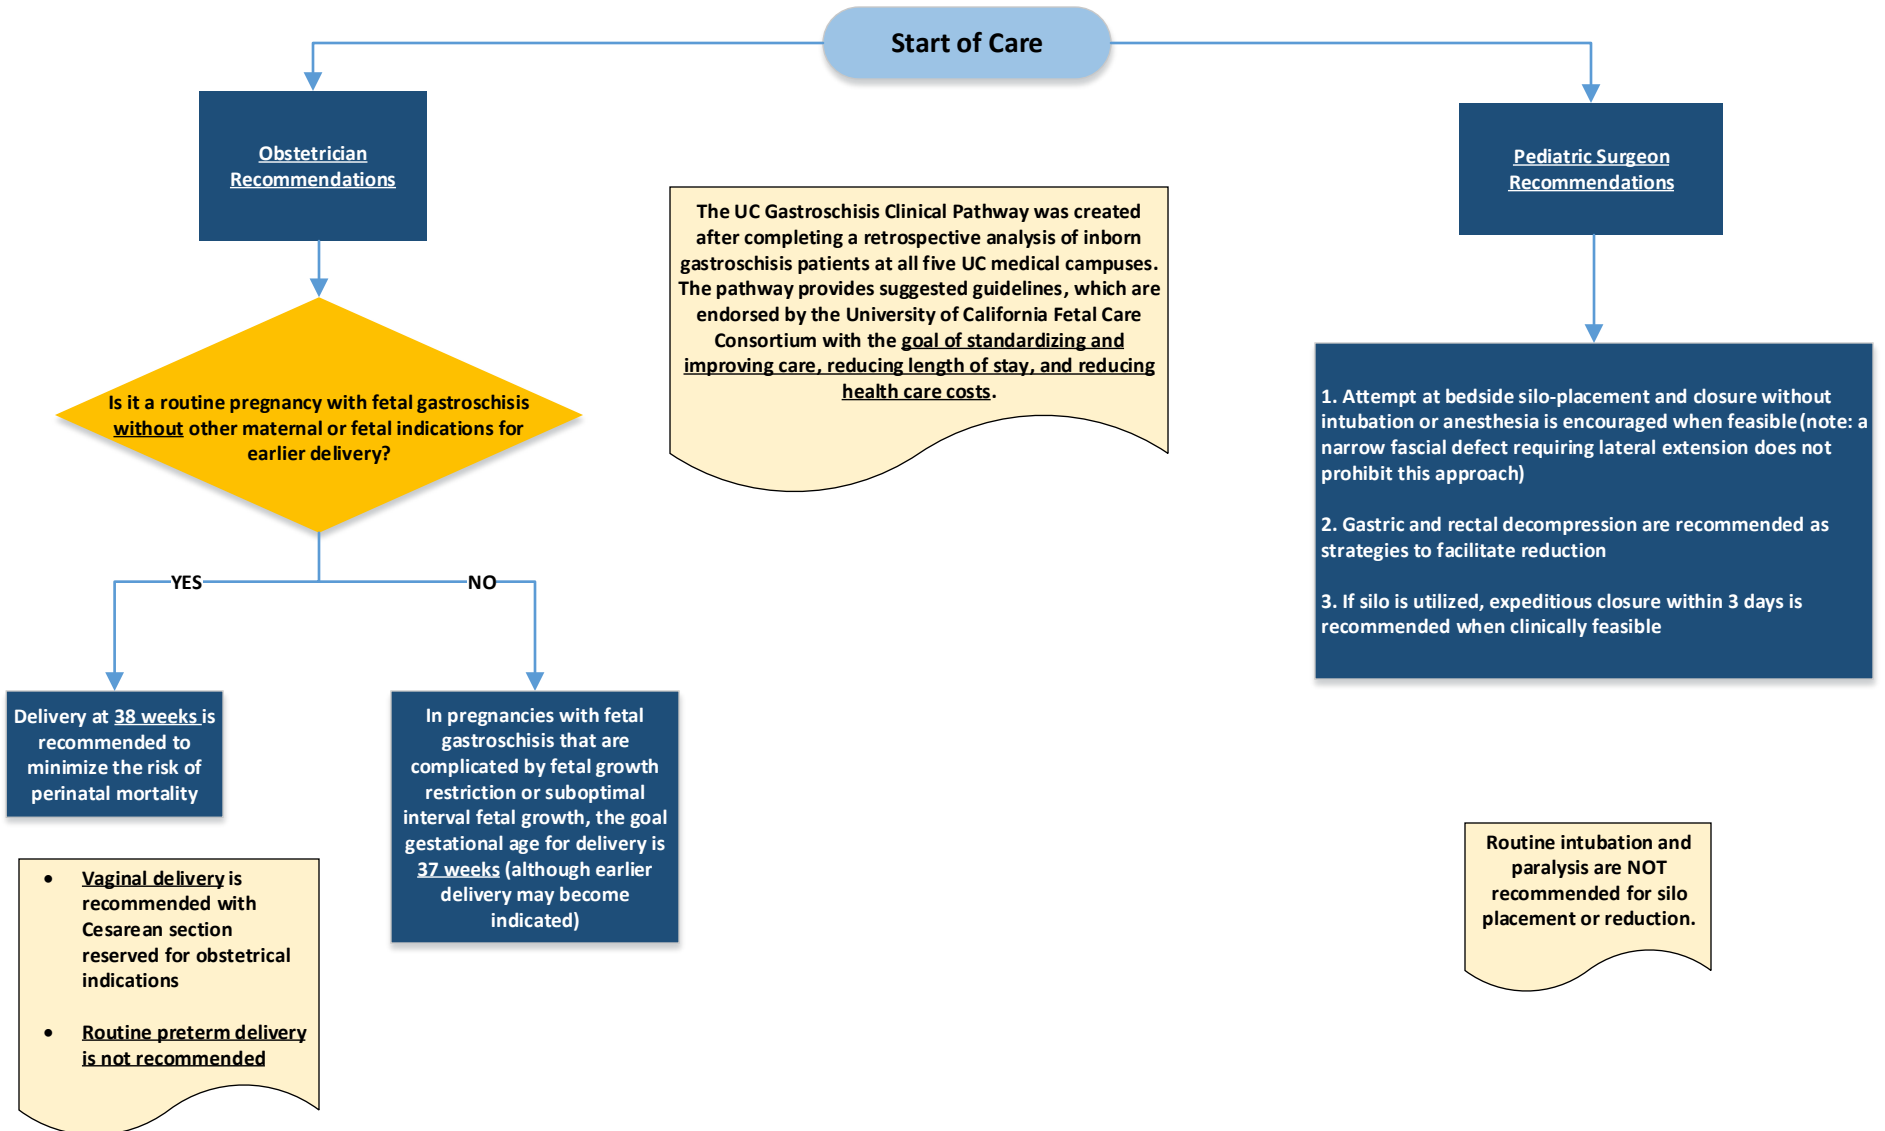 Start of Care
Obstetrician
Recommendations
Pediatric Surgeon
Recommendations
The UC Gastroschisis Clinical Pathway was created
after completing a retrospective analysis of inborn
gastroschisis patients at all five UC medical campuses.
The pathway provides suggested guidelines, which are
endorsed by the University of California Fetal Care
Consortium with the goal of standardizing and
improving care, reducing length of stay, and reducing
health care costs.
Is it a routine pregnancy with fetal gastroschisis
without other maternal or fetal indications for
earlier delivery?
1. Attempt at bedside silo-placement and closure without
intubation or anesthesia is encouraged when feasible (note: a
narrow fascial defect requiring lateral extension does not
prohibit this approach)
2. Gastric and rectal decompression are recommended as
strategies to facilitate reduction
3. If silo is utilized, expeditious closure within 3 days is
recommended when clinically feasible
YES
NO
Delivery at 38 weeks is
recommended to
minimize the risk of
perinatal mortality
In pregnancies with fetal
gastroschisis that are
complicated by fetal growth
restriction or suboptimal
interval fetal growth, the goal
gestational age for delivery is
37 weeks (although earlier
delivery may become
indicated)
• Vaginal delivery is
recommended with
Cesarean section
reserved for obstetrical
indications
• Routine preterm delivery
is not recommended
Routine intubation and
paralysis are NOT
recommended for silo
placement or reduction.